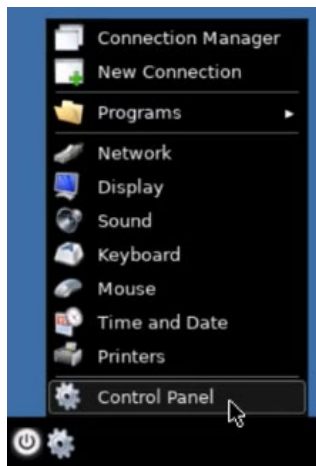 Connection Manager
New Connection
Programs
Network
Display
Sound
Keyboard
Mouse
Time and Date
Printers
Control Panel